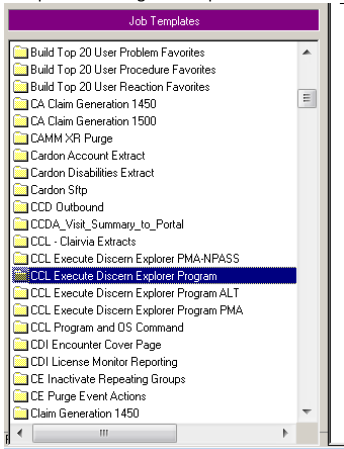 Job Templates
Build Top 20 User Problem Favorites
Build Top 20 User Procedure Favorites
Build Top 20 User Reaction Favorites
CA Claim Generation 1450
CA Claim Generation 1500
CAMM XR Purge
Cardon Account Extract
Cardon Disabilities Extract
Cardon Sftp
CCD Outbound
CCDA_Visit_Summary_to_Portal
CCL - Clairvia Extracts
CCL Execute Discern Explorer PMA-NPASS
CCL Execute Discern Explorer Program
CCL Execute Discern Explorer Program ALT
CCL Execute Discern Explorer Program PMA
CCL Program and OS Command
CDI Encounter Cover Page
CDI License Monitor Reporting
CE Inactivate Repeating Groups
CE Purge Event Actions
Claim Generation 1450